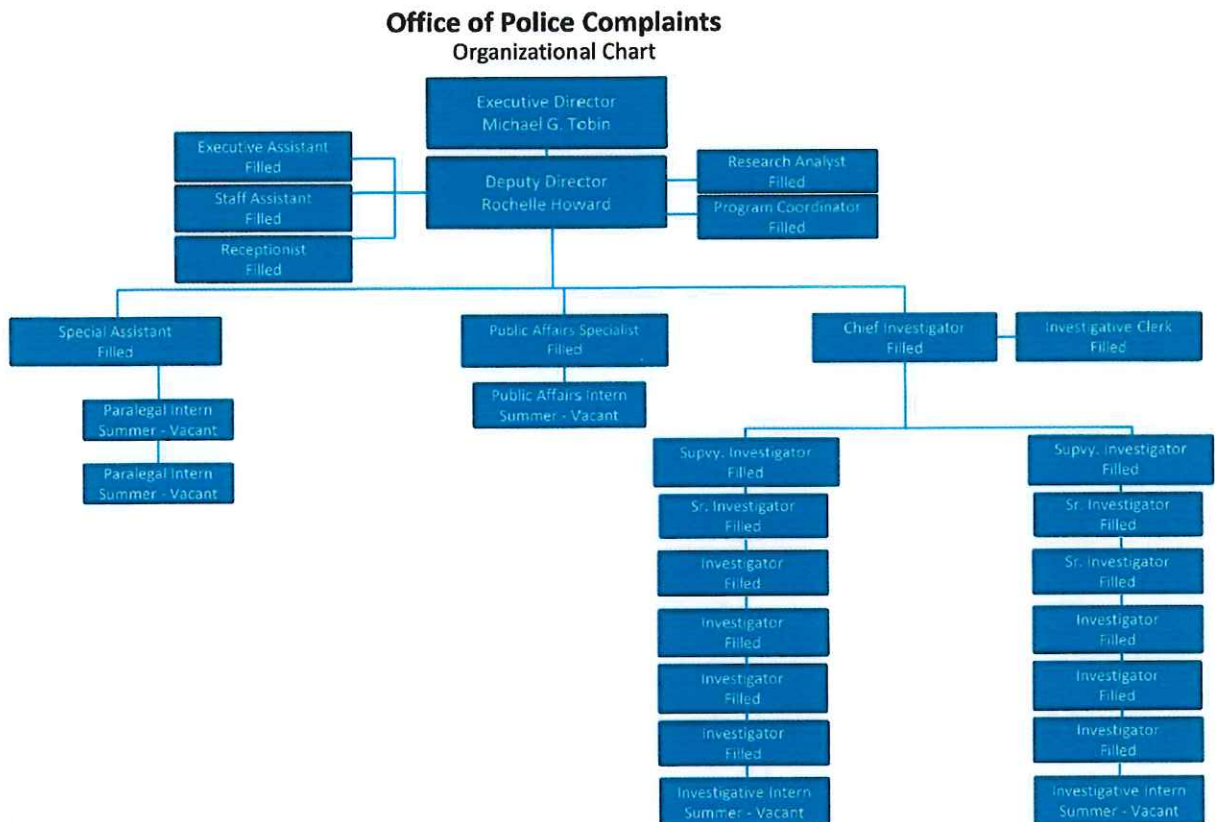 Office of Police Complaints
Organizational Chart
Executive Director
Michael G. Tobin
Executive Assistant
Filled
Staff Assistant
Filled
Receptionist
Filled
Deputy Director
Rochelle Howard
Research Analyst
Filled
Program Coordinator
Filled
Special Assistant
Filled
Paralegal Intern
Summer - Vacant
Paralegal Intern
Summer - Vacant
Public Affairs Specialist
Filled
Public Affairs Intern
Summer - Vacant
Chief Investigator
Filled
Investigative Clerk
Filled
Supvy. Investigator
Filled
Sr. Investigator
Filled
Investigator
Filled
Investigator
Filled
Investigator
Filled
Investigator
Filled
Investigative Intern
Summer - Vacant
Supvy. Investigator
Filled
Sr. Investigator
Filled
Sr. Investigator
Filled
Investigator
Filled
Investigator
Filled
Investigator
Filled
Investigative Intern
Summer - Vacant